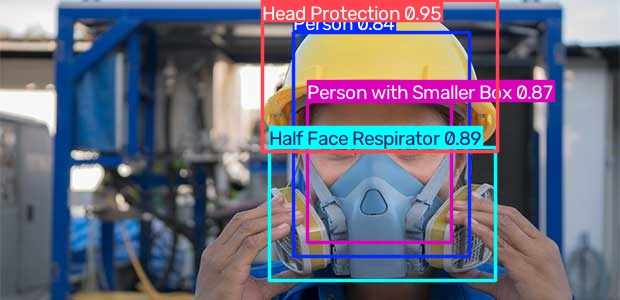 Head Protection 0.95
Person 0.84
Person with Smaller Box 0.87
Half Face Respirator 0.89